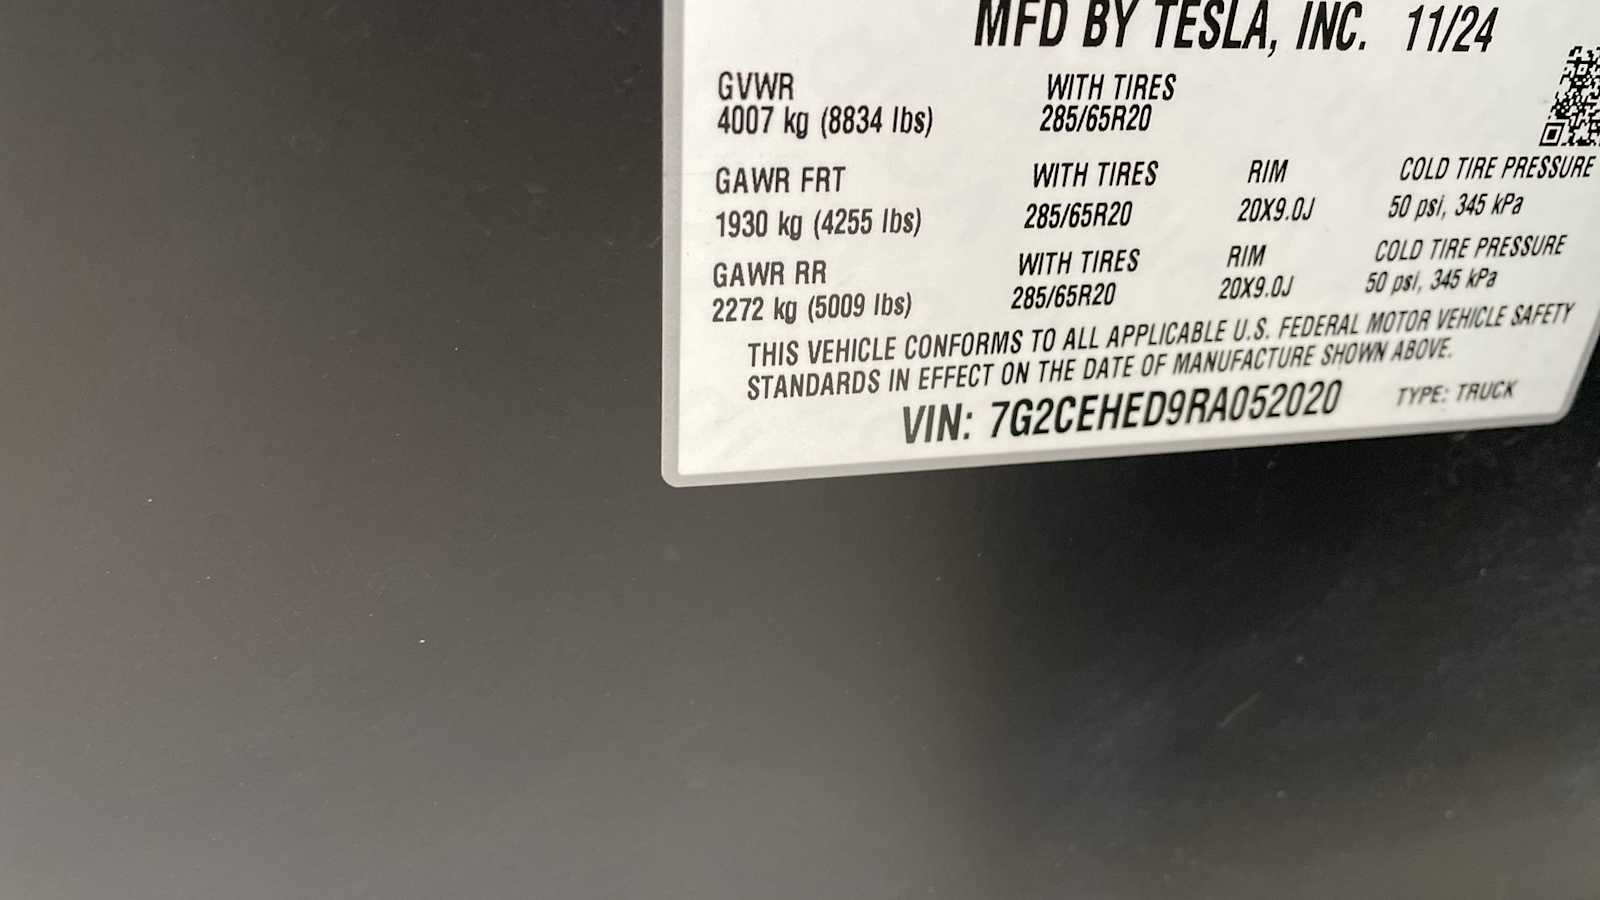 MFD BY TESLA, INC. 11/24
GVWR WITH TIRES
4007 kg (8834 lbs) 285/65R20
GAWR FRT WITH TIRES RIM COLD TIRE PRESSURE
1930 kg (4255 lbs) 285/65R20 20X9.0J 50 psi, 345 kPa
GAWR RR WITH TIRES RIM COLD TIRE PRESSURE
2272 kg (5009 lbs) 285/65R20 20X9.0J 50 psi, 345 kPa
THIS VEHICLE CONFORMS TO ALL APPLICABLE U.S. FEDERAL MOTOR VEHICLE SAFETY
STANDARDS IN EFFECT ON THE DATE OF MANUFACTURE SHOWN ABOVE.
VIN: 7G2CEHED9RA052020 TYPE: TRUCK